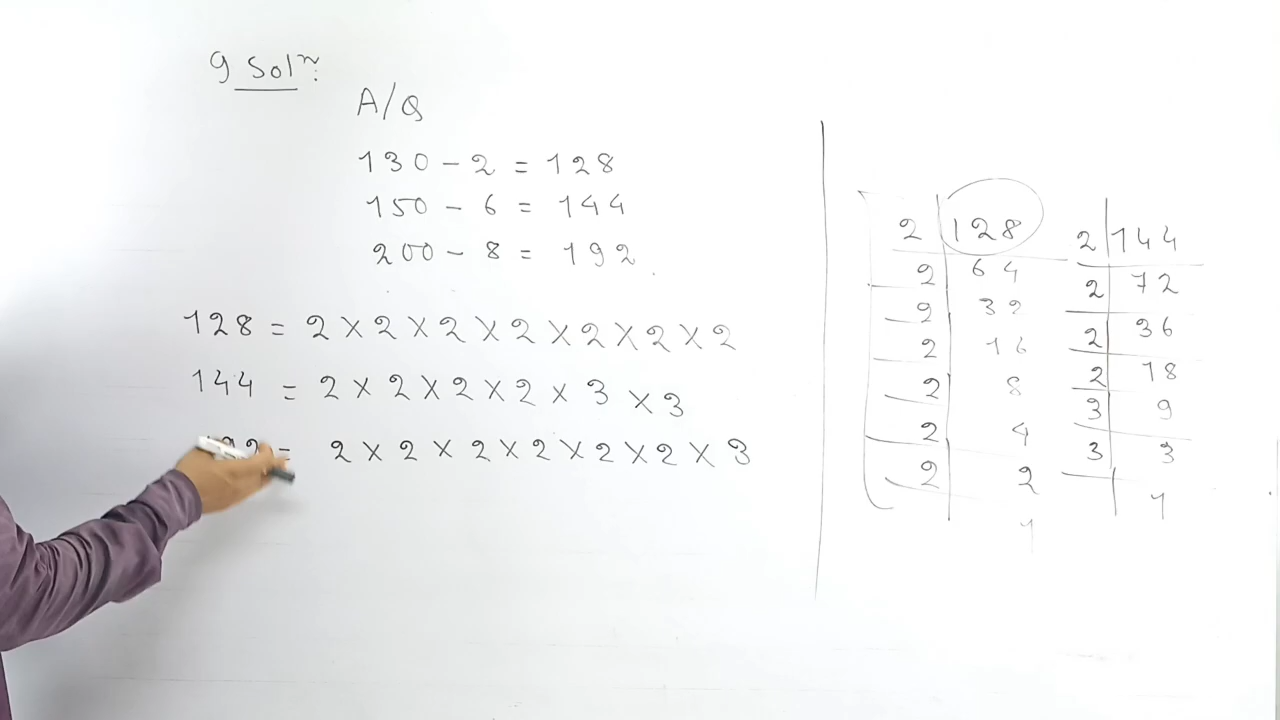 9 Solⁿ:
A/Q
130 - 2 = 128
150 - 6 = 144
200 - 8 = 192
128 = 2 × 2 × 2 × 2 × 2 × 2 × 2
144 = 2 × 2 × 2 × 2 × 3 × 3
= 2 × 2 × 2 × 2 × 2 × 2 × 3
2 | 128
2 | 64
2 | 32
2 | 16
2 | 8
2 | 4
2 | 2
1
2 | 144
2 | 72
2 | 36
2 | 18
3 | 9
3 | 3
| 1